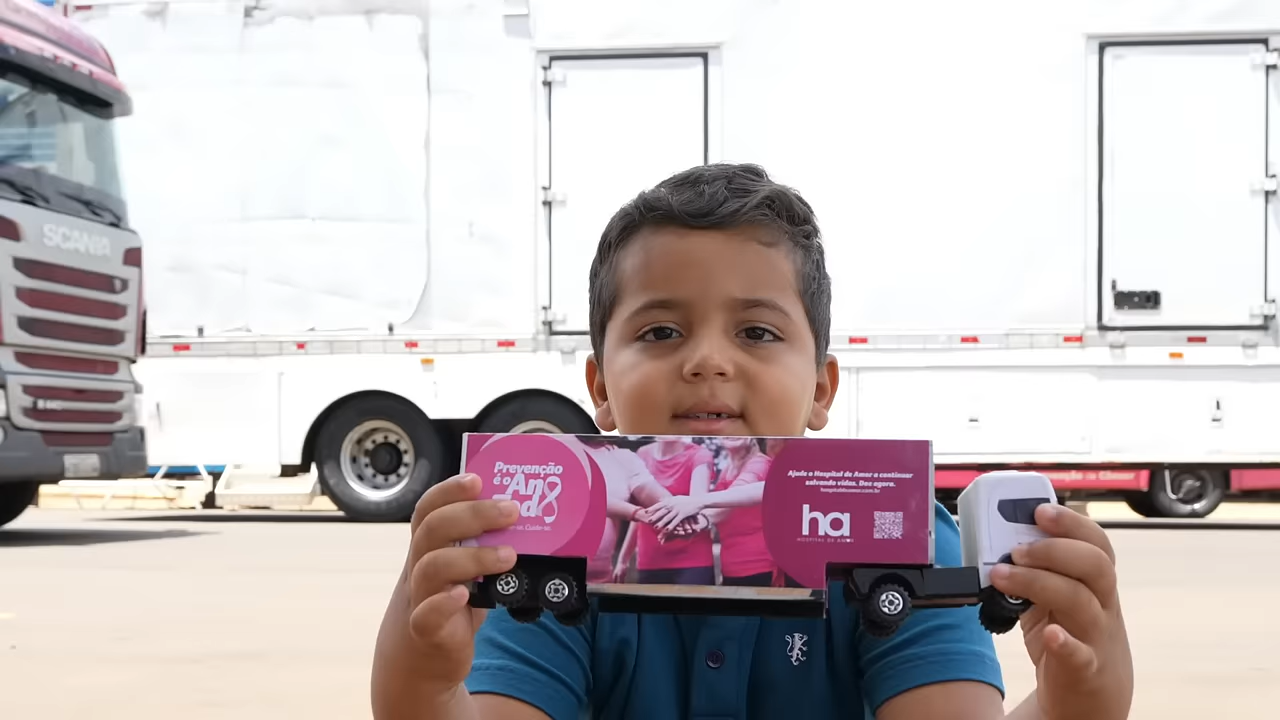 SCANIA
Prevenção
é o Ano
Todo
Ajude o Hospital de Amor a continuar
salvando vidas. Doe agora.
ha
HOSPITAL DE AMOR